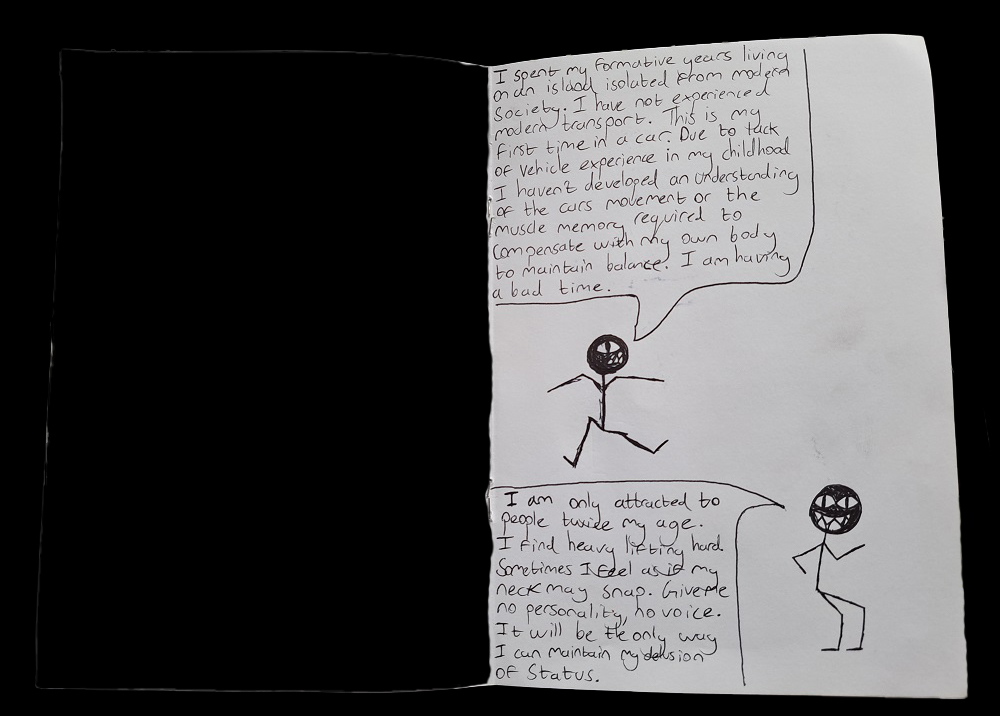 I spent my formative years living
on an island isolated from modern
society. I have not experienced
modern transport. This is my
first time in a car. Due to lack
of vehicle experience in my childhood
I haven't developed an understanding
of the cars movement or the
muscle memory required to
compensate with my own body
to maintain balance. I am having
a bad time.
I am only attracted to
people twice my age.
I find heavy lifting hard.
Sometimes I feel as if my
neck may snap. Give me
no personality, no voice.
It will be the only way
I can maintain my delusion
of Status.